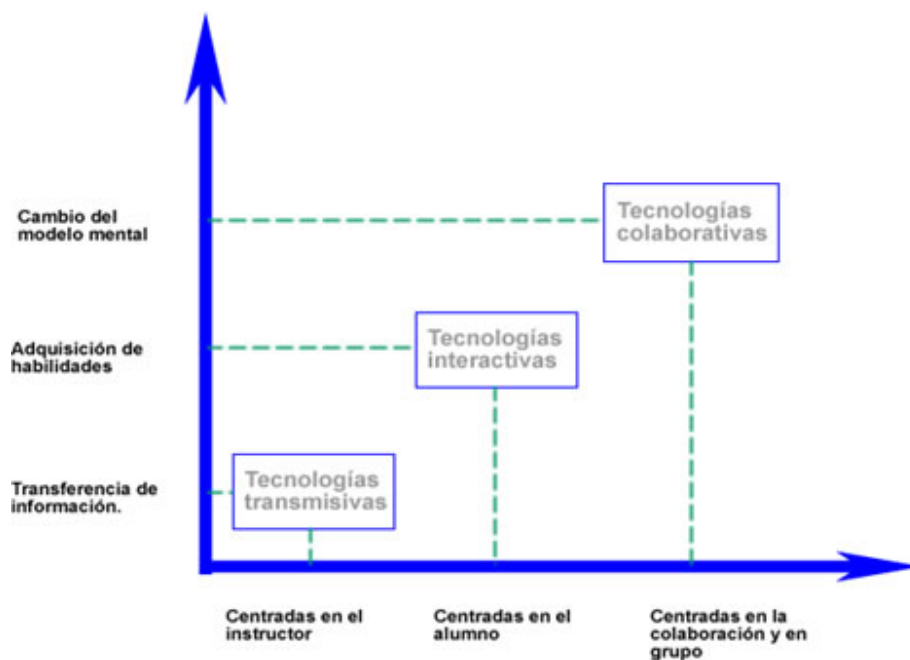 Cambio del
modelo mental
Tecnologías
colaborativas
Adquisición de
habilidades
Tecnologías
interactivas
Transferencia de
información.
Tecnologías
transmisivas
Centradas en el
instructor
Centradas en el
alumno
Centradas en la
colaboración y en
grupo